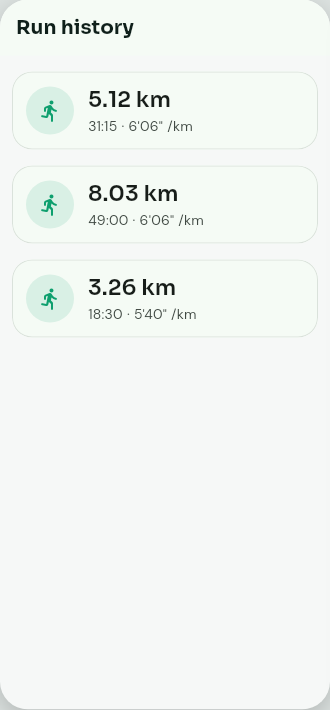 Run history
5.12 km
31:15 · 6'06" /km
8.03 km
49:00 · 6'06" /km
3.26 km
18:30 · 5'40" /km